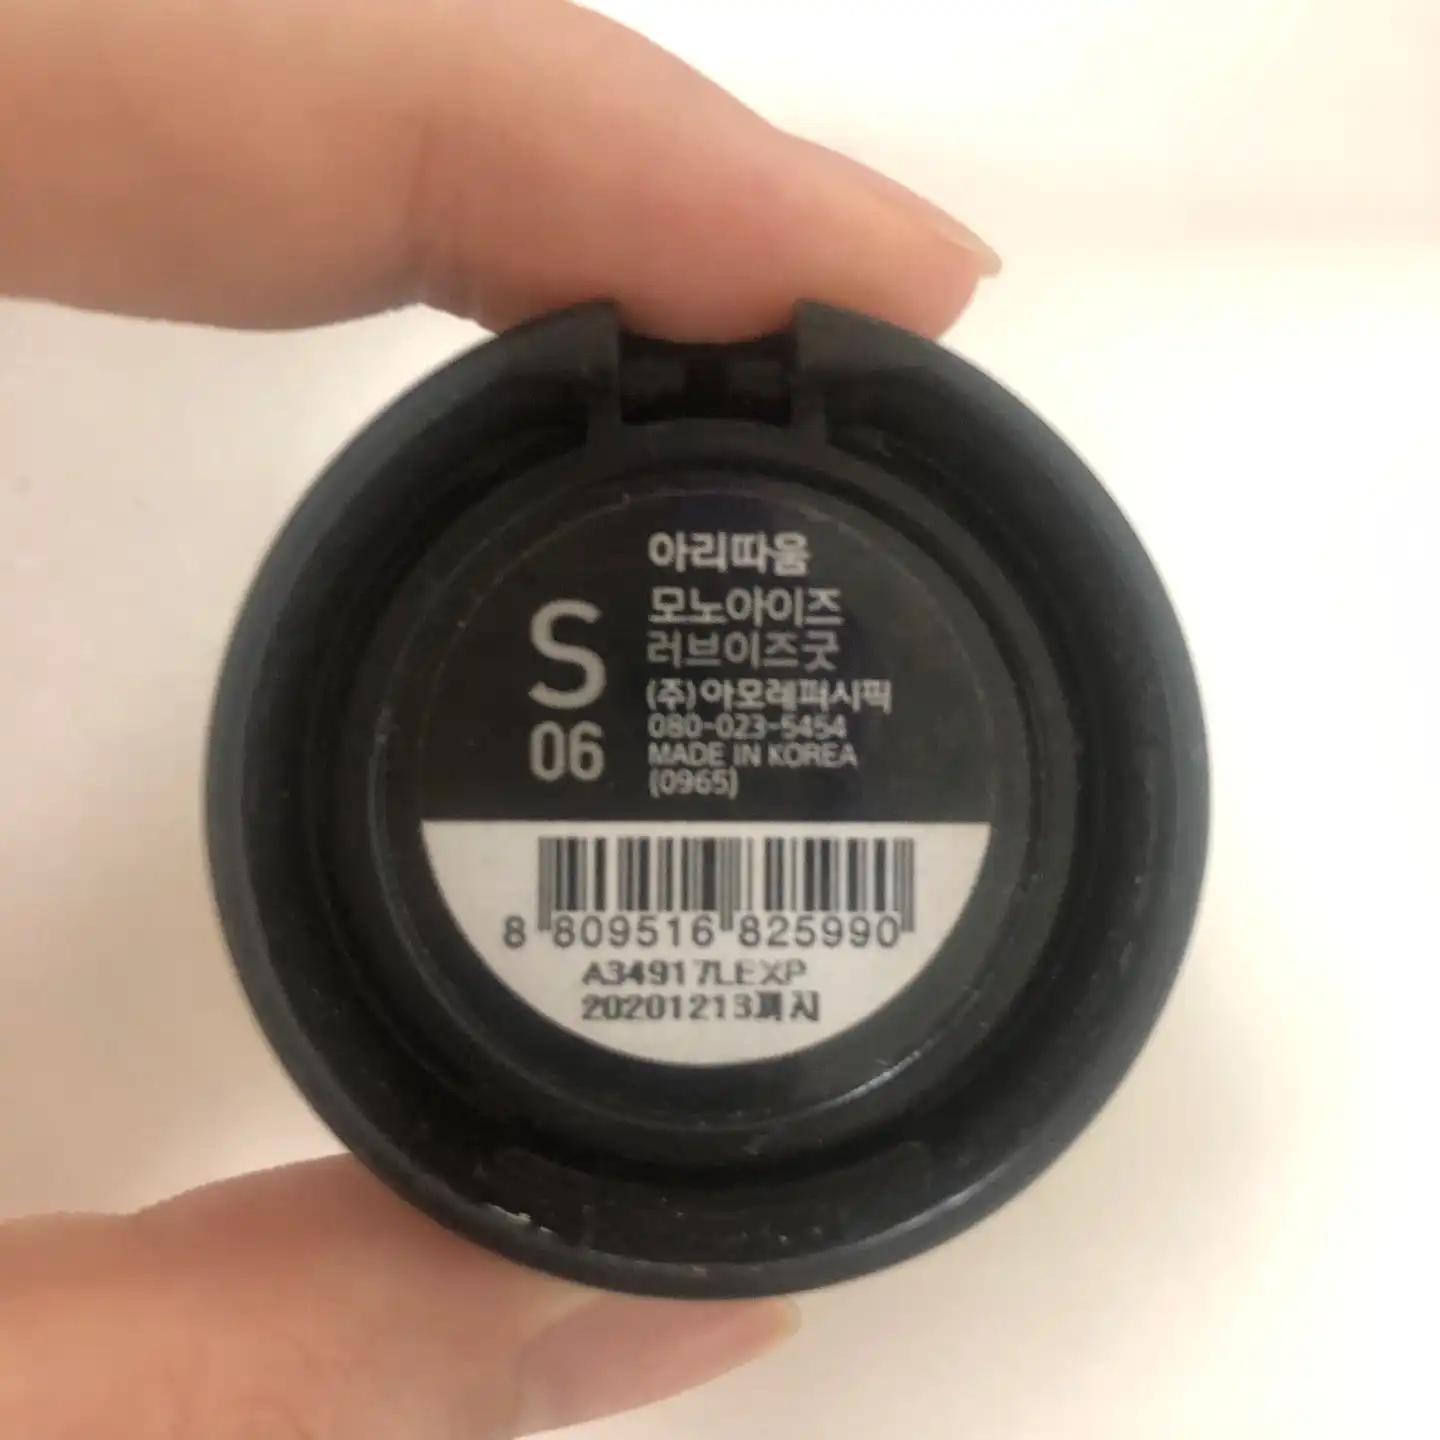 아리따움
모노아이즈
러브이즈굿
S
06
(주)아모레퍼시픽
080-023-5454
MADE IN KOREA
(0965)
8 809516 825990
A34917LEXP
20201213까지